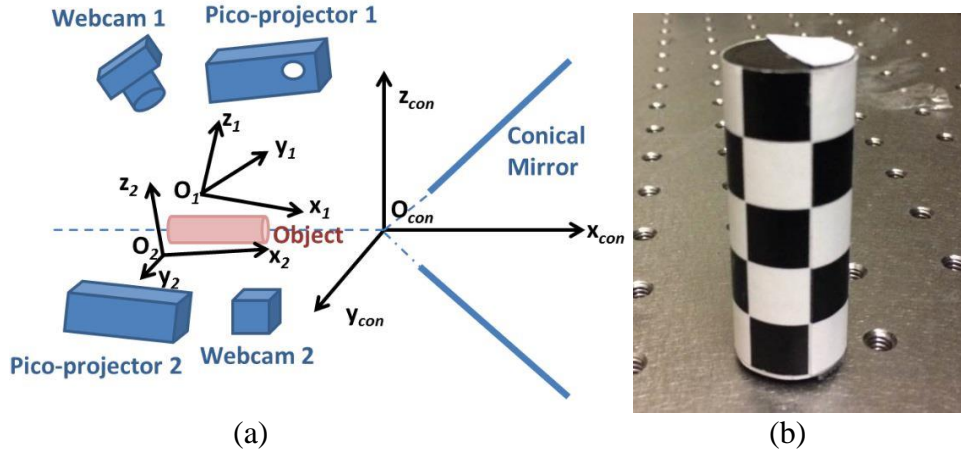 Webcam 1
Pico-projector 1
z1
y1
O1
x1
z2
O2
x2
y2
Object
zcon
Ocon
xcon
ycon
Conical
Mirror
Pico-projector 2
Webcam 2
(a)
(b)